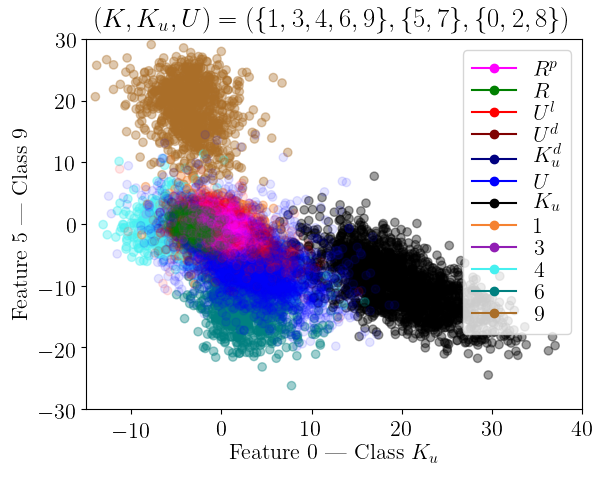 (K, K_u, U) = ({1, 3, 4, 6, 9}, {5, 7}, {0, 2, 8})
30
20
10
0
−10
−20
−30
Feature 5 — Class 9
R^p
R
U^l
U^d
K_u^d
U
K_u
1
3
4
6
9
−10
0
10
20
30
40
Feature 0 — Class K_u